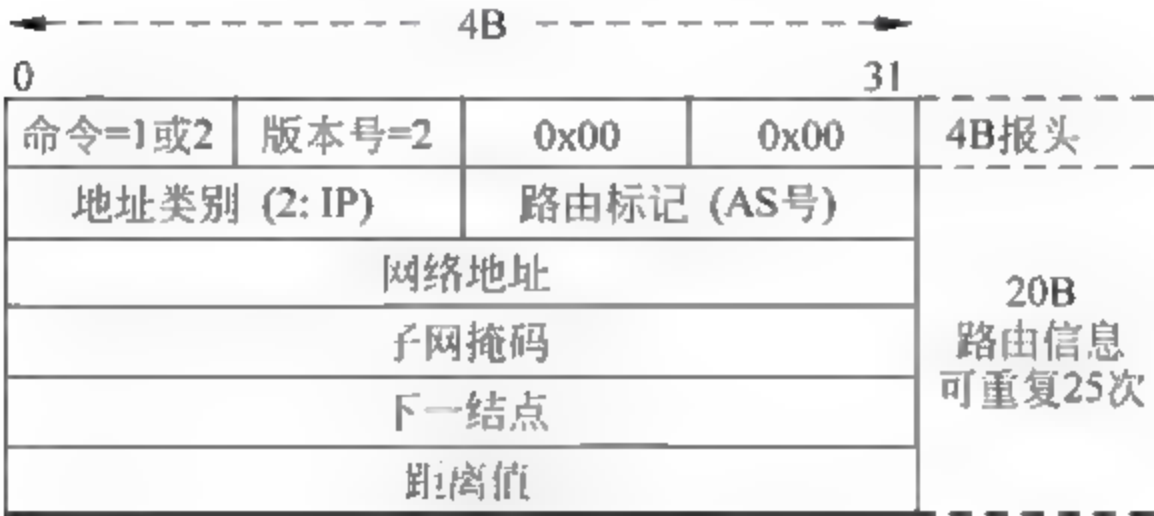 4B
0 31
命令=1或2 版本号=2 0x00 0x00 4B报头
地址类别 (2: IP) 路由标记 (AS号)
网络地址
子网掩码
下一结点
距离值
20B
路由信息
可重复25次